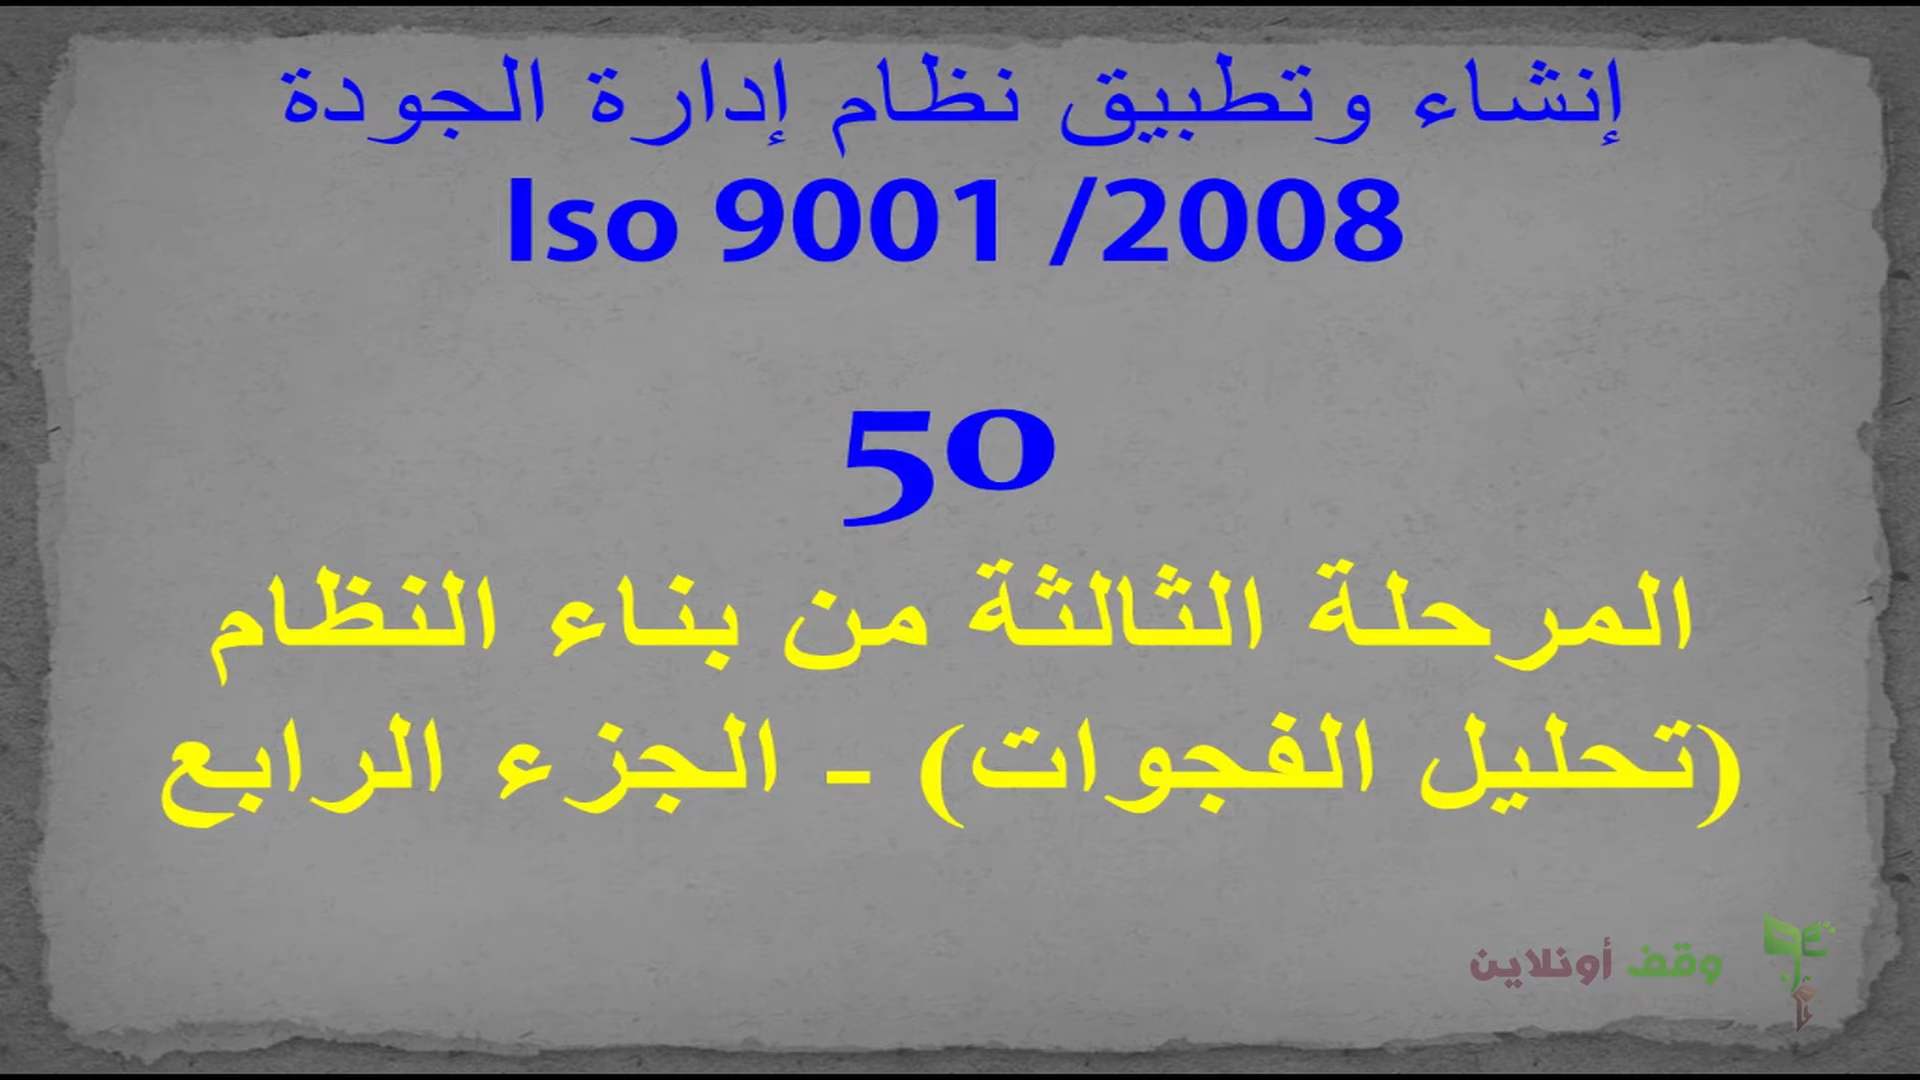 إنشاء وتطبيق نظام إدارة الجودة
Iso 9001 /2008
50
المرحلة الثالثة من بناء النظام
(تحليل الفجوات) - الجزء الرابع
وقف أونلاين